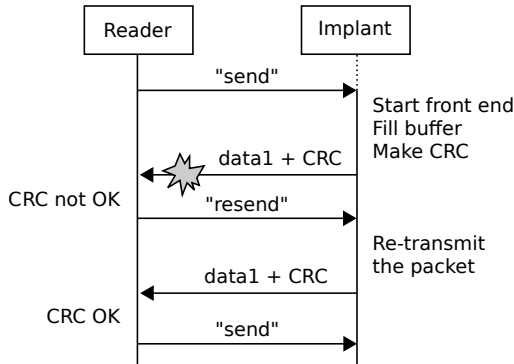 Reader
Implant
"send"
Start front end
Fill buffer
Make CRC
data1 + CRC
CRC not OK
"resend"
Re-transmit
the packet
data1 + CRC
CRC OK
"send"